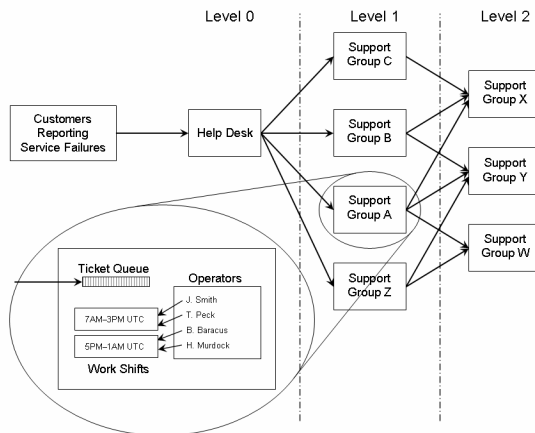 Level 0
Level 1
Level 2
Customers
Reporting
Service Failures
Help Desk
Support
Group C
Support
Group B
Support
Group A
Support
Group Z
Support
Group X
Support
Group Y
Support
Group W
Ticket Queue
Operators
J. Smith
T. Peck
B. Baracus
H. Murdock
7AM–3PM UTC
5PM–1AM UTC
Work Shifts